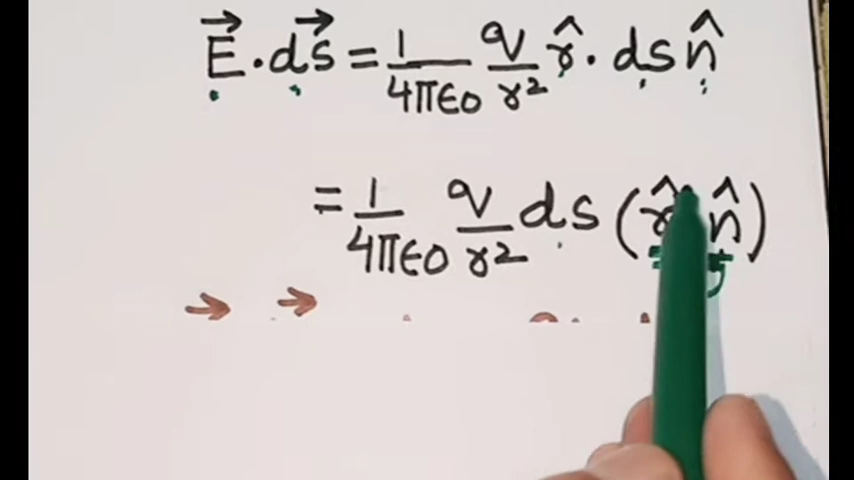 E⃗ · ds⃗ = 1/4πϵ0 q/r² r̂ · ds n̂
= 1/4πϵ0 q/r² ds (r̂ n̂)